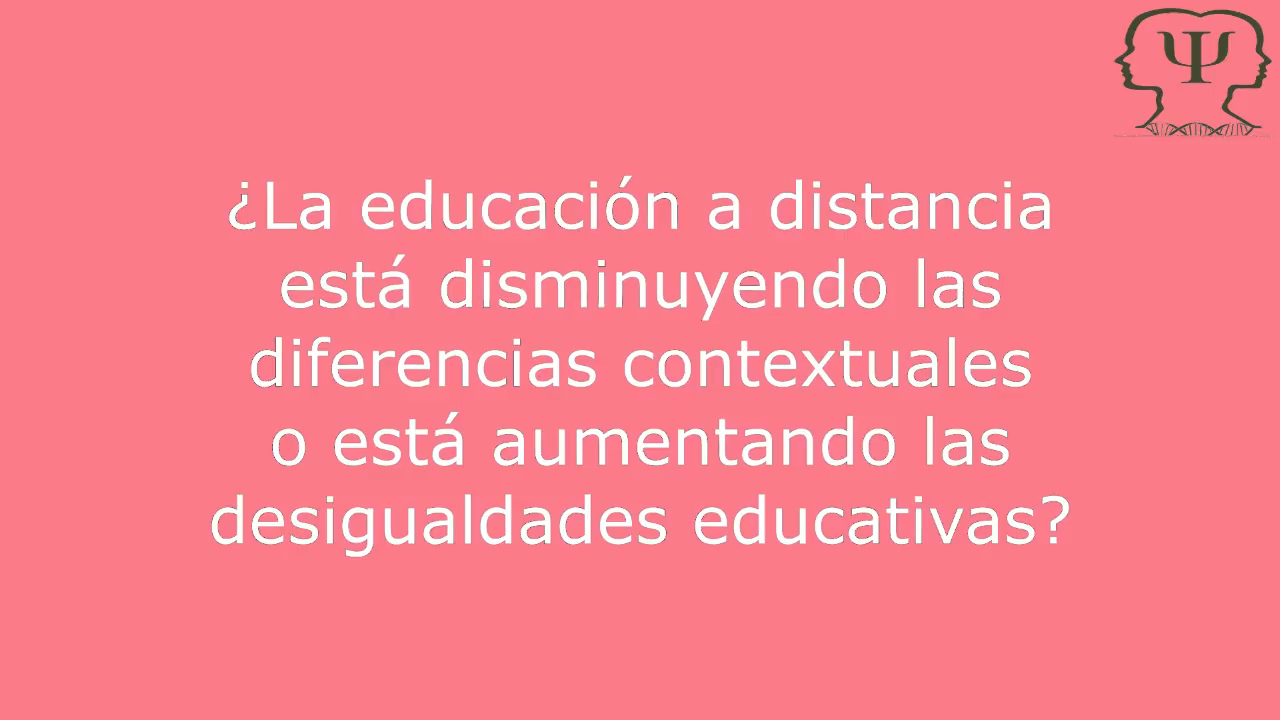 Ψ
¿La educación a distancia
está disminuyendo las
diferencias contextuales
o está aumentando las
desigualdades educativas?